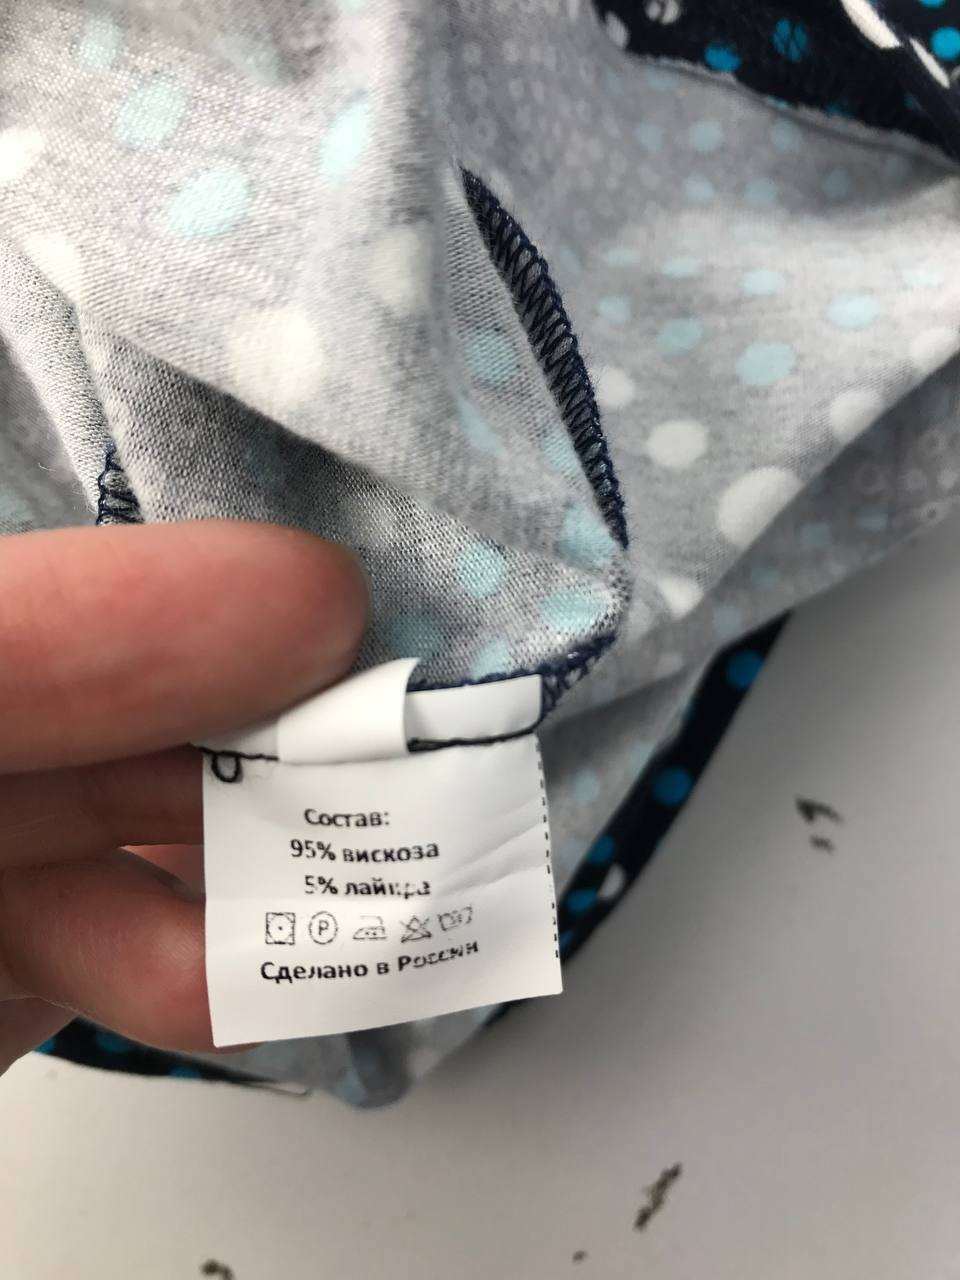 Состав:
95% вискоза
5% лайкра
P
Сделано в России